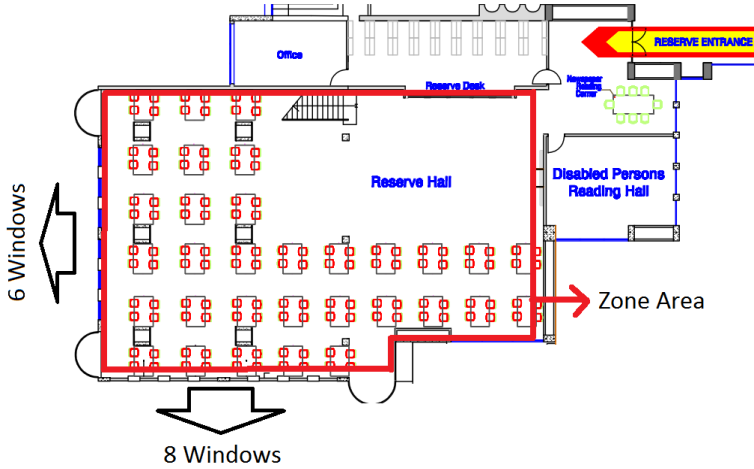 RESERVE ENTRANCE
Office
Reserve Desk
Newspaper
Reading
Corner
Reserve Hall
Disabled Persons
Reading Hall
6 Windows
Zone Area
8 Windows